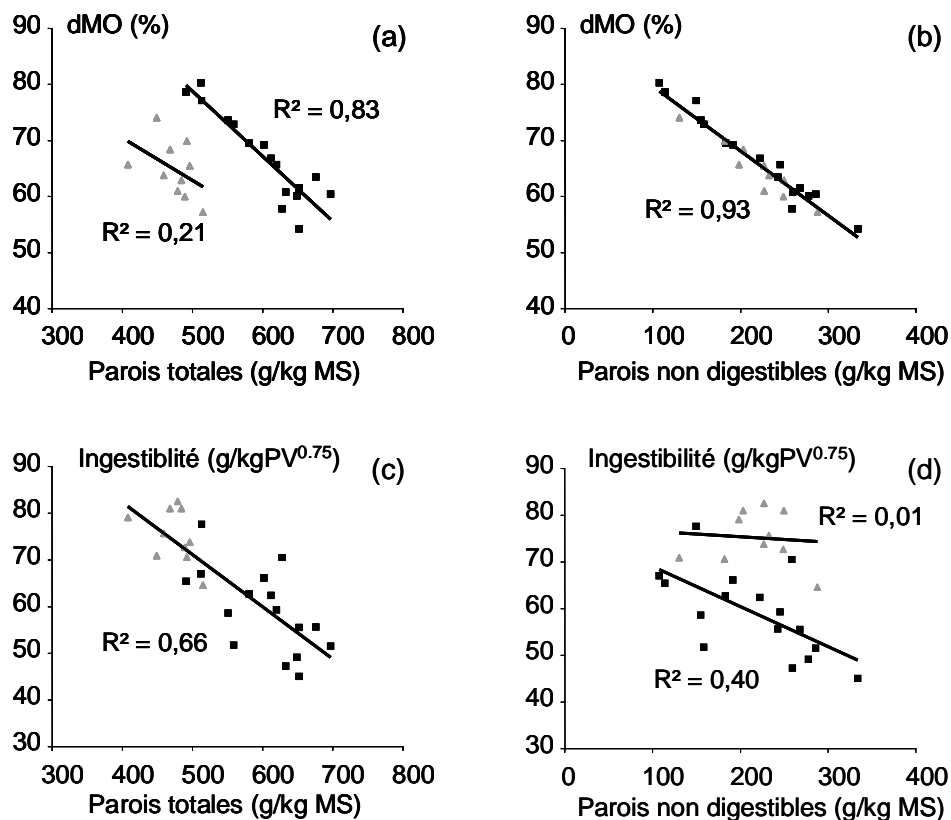 dMO (%)
(a)
90
80
70
60
50
40
R² = 0,83
R² = 0,21
300 400 500 600 700 800
Parois totales (g/kg MS)
dMO (%)
(b)
90
80
70
60
50
40
R² = 0,93
0 100 200 300 400
Parois non digestibles (g/kg MS)
Ingestiblité (g/kgPV0.75)
(c)
90
80
70
60
50
40
30
R² = 0,66
300 400 500 600 700 800
Parois totales (g/kg MS)
Ingestibilité (g/kgPV0.75)
(d)
90
80
70
60
50
40
30
R² = 0,01
R² = 0,40
0 100 200 300 400
Parois non digestibles (g/kg MS)